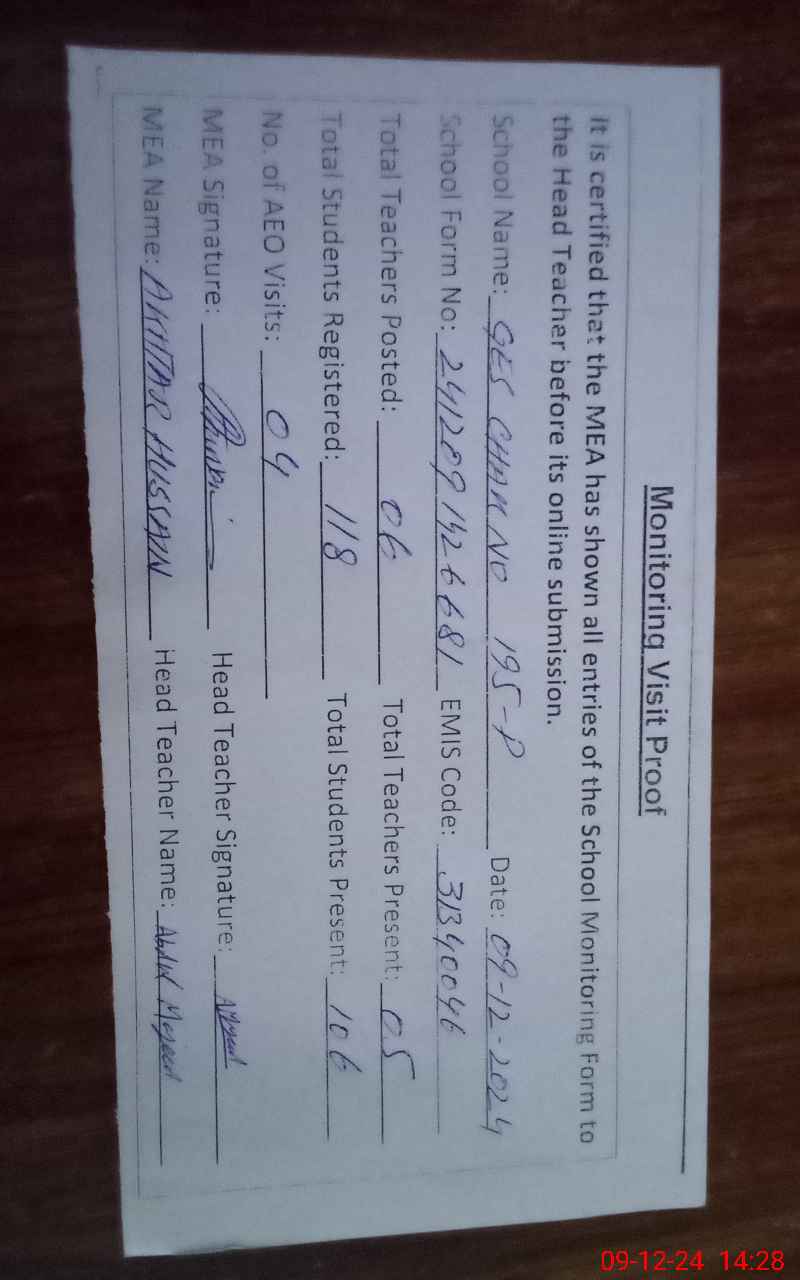 Monitoring Visit Proof
It is certified that the MEA has shown all entries of the School Monitoring Form to
the Head Teacher before its online submission.
School Name: GES CHAK NO 195-P Date: 09-12-2024
School Form No: 2412091426681 EMIS Code: 31340046
Total Teachers Posted: 06 Total Teachers Present: 05
Total Students Registered: 118 Total Students Present: 106
No. of AEO Visits: 04
MEA Signature: Head Teacher Signature:
MEA Name: AKHTAR HUSSAIN Head Teacher Name: Abdul Majeed
09-12-24 14:28